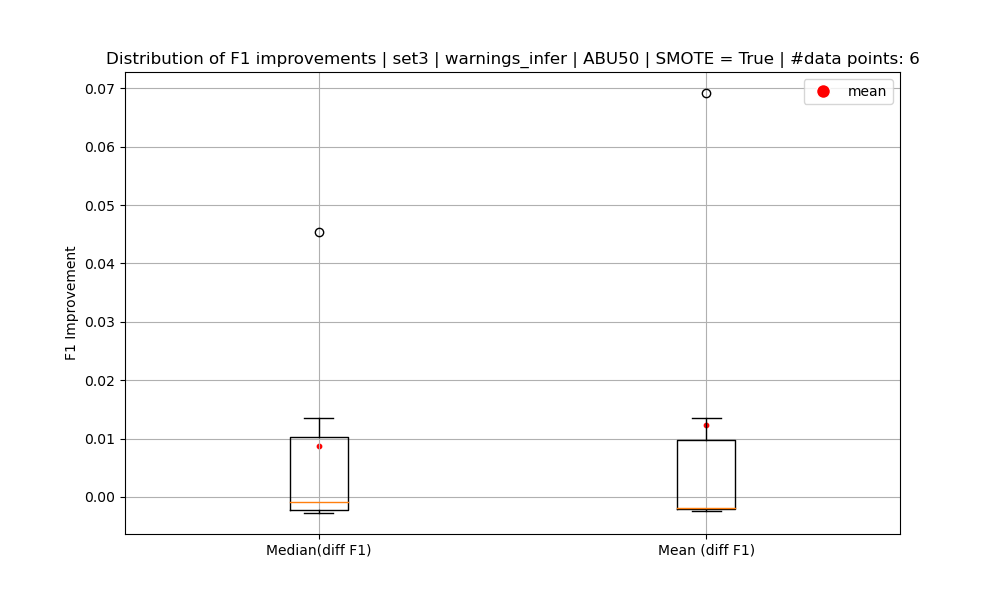 Distribution of F1 improvements | set3 | warnings_infer | ABU50 | SMOTE = True | #data points: 6
mean
F1 Improvement
0.07
0.06
0.05
0.04
0.03
0.02
0.01
0.00
Median(diff F1)
Mean (diff F1)